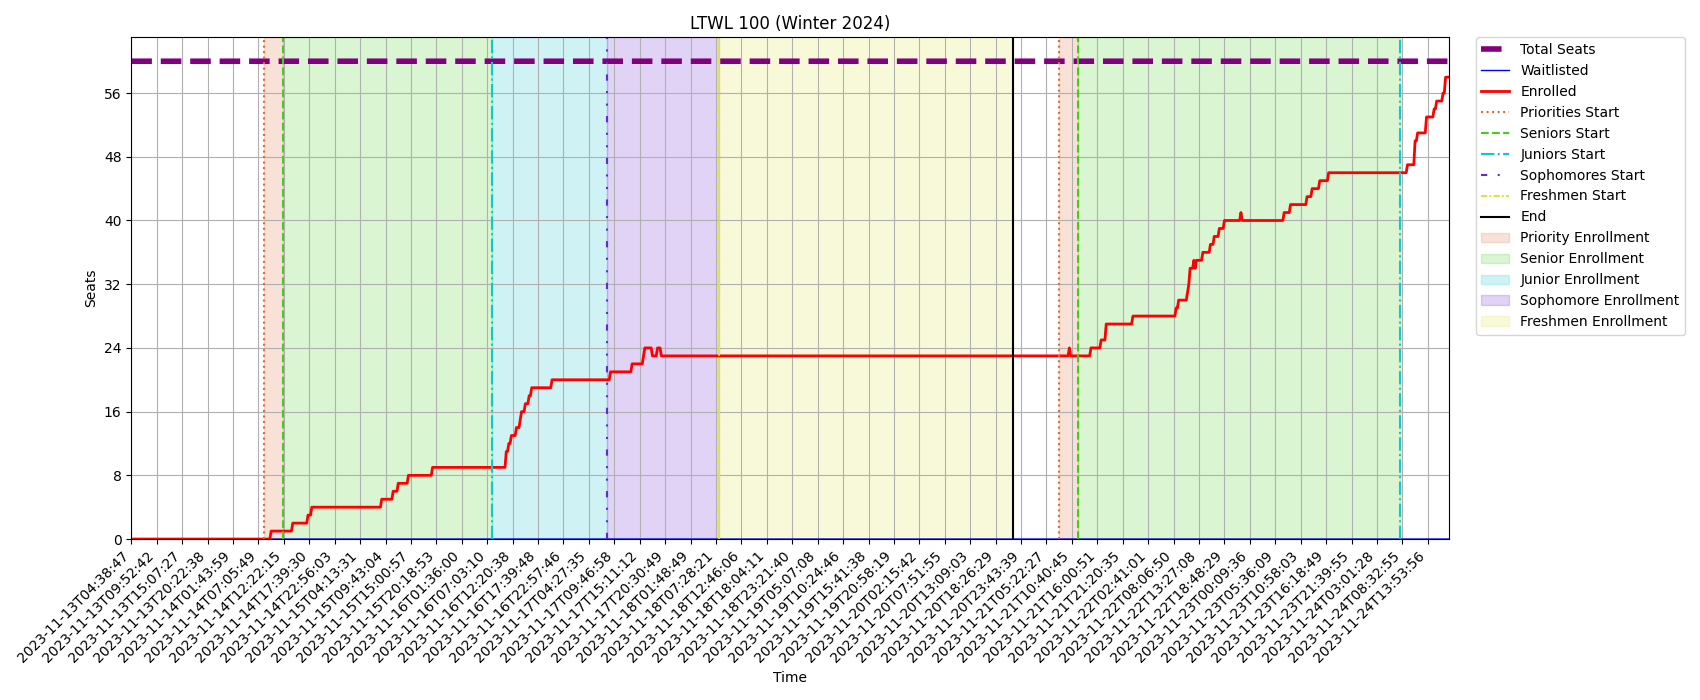 LTWL 100 (Winter 2024)
Total Seats
Waitlisted
Enrolled
Priorities Start
Seniors Start
Juniors Start
Sophomores Start
Freshmen Start
End
Priority Enrollment
Senior Enrollment
Junior Enrollment
Sophomore Enrollment
Freshmen Enrollment
Seats
56
48
40
32
24
16
8
0
2023-11-13T04:38:47
2023-11-13T09:52:42
2023-11-13T15:07:27
2023-11-13T20:22:38
2023-11-14T01:43:59
2023-11-14T07:05:49
2023-11-14T12:22:15
2023-11-14T17:39:30
2023-11-14T22:56:03
2023-11-15T04:13:31
2023-11-15T09:43:04
2023-11-15T15:00:57
2023-11-15T20:18:53
2023-11-16T01:36:00
2023-11-16T07:03:10
2023-11-16T12:20:38
2023-11-16T17:39:48
2023-11-16T22:57:46
2023-11-17T04:27:35
2023-11-17T09:46:58
2023-11-17T15:11:12
2023-11-17T20:30:49
2023-11-18T01:48:49
2023-11-18T07:28:21
2023-11-18T12:46:06
2023-11-18T18:04:11
2023-11-18T23:21:40
2023-11-19T05:07:08
2023-11-19T10:24:46
2023-11-19T15:41:38
2023-11-19T20:58:19
2023-11-20T02:15:42
2023-11-20T07:51:55
2023-11-20T13:09:03
2023-11-20T18:26:29
2023-11-20T23:43:39
2023-11-21T05:22:27
2023-11-21T10:40:45
2023-11-21T16:00:51
2023-11-21T21:20:35
2023-11-22T02:41:01
2023-11-22T08:06:50
2023-11-22T13:27:08
2023-11-22T18:48:29
2023-11-23T00:09:36
2023-11-23T05:36:09
2023-11-23T10:58:03
2023-11-23T16:18:49
2023-11-23T21:39:55
2023-11-24T03:01:28
2023-11-24T08:32:55
2023-11-24T13:53:56
Time